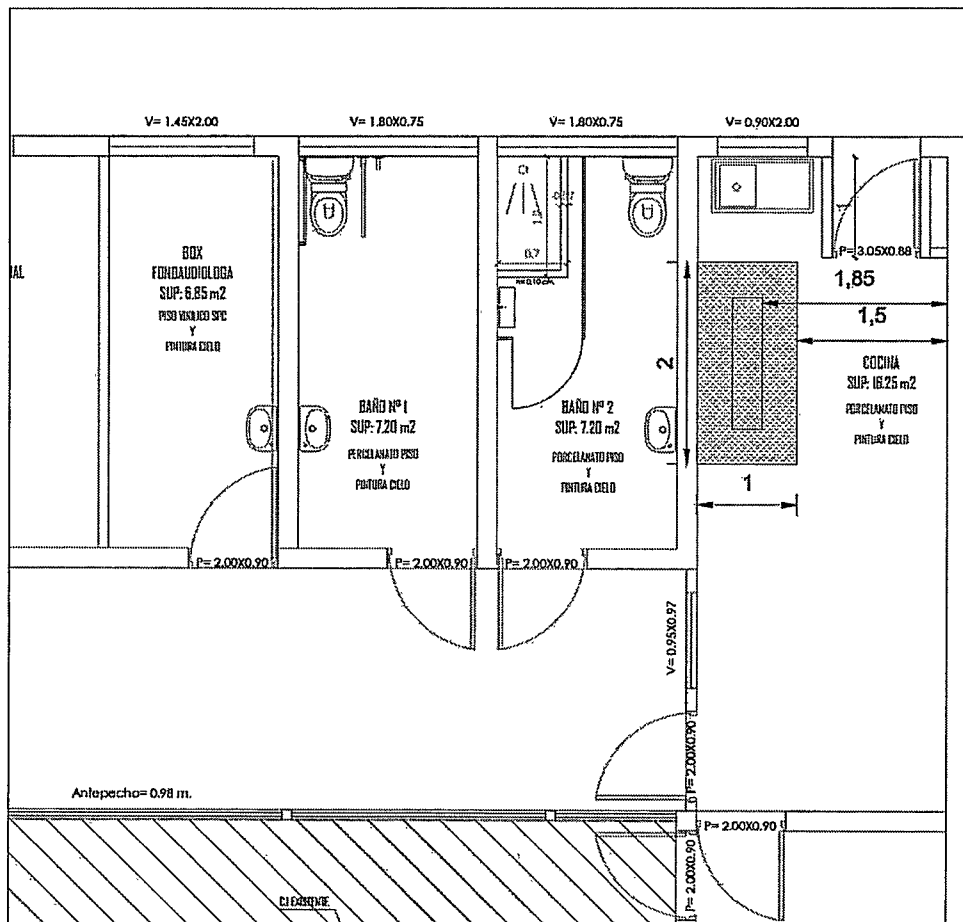 V= 1.45X2.00
V= 1.80X0.75
V= 1.80X0.75
V= 0.90X2.00
P= 3.05X0.88
1
1,85
1,5
0,7
IAL
BOX
FONOAUDIOLOGA
SUP: 6.85 m2
PISO VINILICO SPC
Y
PINTURA CIELO
2
COCINA
SUP: 16.25 m2
PORCELANATO PISO
Y
PINTURA CIELO
BAÑO Nº 1
SUP: 7.20 m2
PORCELANATO PISO
Y
PINTURA CIELO
BAÑO Nº 2
SUP: 7.20 m2
PORCELANATO PISO
Y
PINTURA CIELO
1
P= 2.00X0.90
P= 2.00X0.90
P= 2.00X0.90
V= 0.95X0.97
P= 2.00X0.90
Antepecho= 0.98 m.
P= 2.00X0.90
P= 2.00X0.90
EXISTENTE